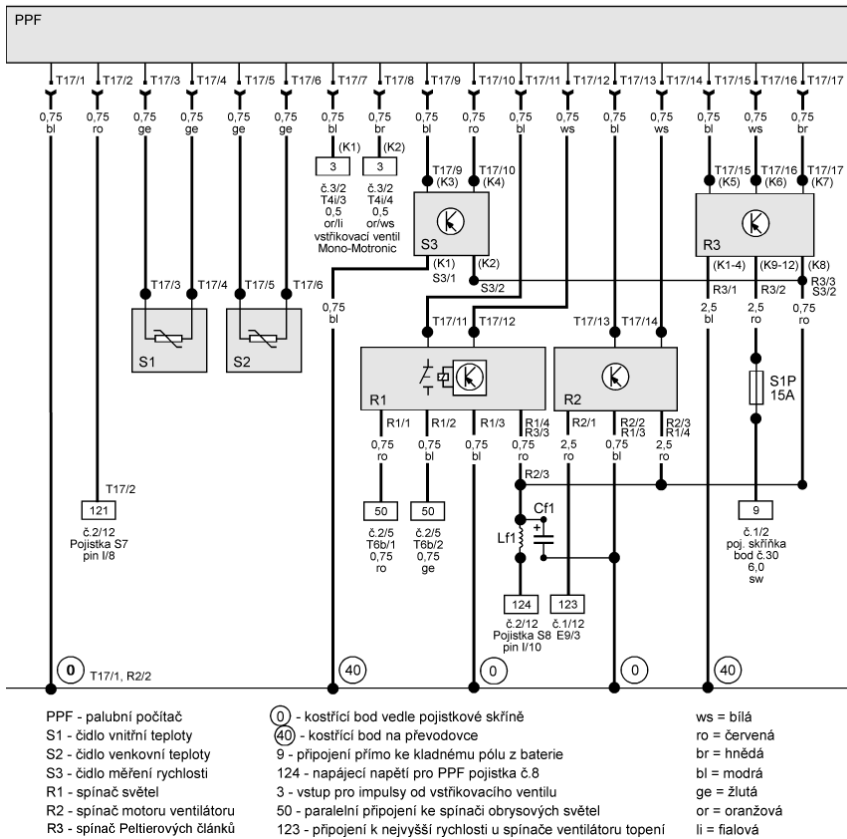 PPF
T17/1 T17/2 T17/3 T17/4 T17/5 T17/6 T17/7 T17/8 T17/9 T17/10 T17/11 T17/12 T17/13 T17/14 T17/15 T17/16 T17/17
0,75 0,75 0,75 0,75 0,75 0,75 0,75 0,75 0,75 0,75 0,75 0,75 0,75 0,75 0,75 0,75 0,75
bl ro ge ge ge ge bl br bl ro bl ws bl ws bl ws br
(K1) (K2)
3 3
T17/9 T17/10 T17/15 T17/16 T17/17
(K3) (K4) (K5) (K6) (K7)
č.3/2 č.3/2
T4i/3 T4i/4
0,5 0,5
or/li or/ws
vstřikovací ventil
Mono-Motronic
S3
R3
(K1) (K2) (K1-4) (K9-12) (K8)
S3/1 S3/2 R3/1 R3/2 R3/3
S3/2
T17/3 T17/4 T17/5 T17/6
0,75 2,5 2,5 0,75
bl bl ro ro
T17/11 T17/12 T17/13 T17/14
S1 S2
R1 R2
S1P
15A
R1/1 R1/2 R1/3 R1/4 R2/1 R2/2 R2/3
R3/3 R1/3 R1/4
0,75 0,75 0,75 0,75 2,5 0,75 2,5
ro bl bl ro ro bl ro
R2/3
T17/2
121 50 50 9
Cf1
+
Lf1
č.2/12
Pojistka S7
pin I/8
č.2/5 č.2/5
T6b/1 T6b/2
0,75 0,75
ro ge
č.1/2
poj. skříňka
bod č.30
6,0
sw
124 123
č.2/12 č.1/12
Pojistka S8 E9/3
pin I/10
0 T17/1, R2/2 40 0 0 40
PPF - palubní počítač
S1 - čidlo vnitřní teploty
S2 - čidlo venkovní teploty
S3 - čidlo měření rychlosti
R1 - spínač světel
R2 - spínač motoru ventilátoru
R3 - spínač Peltierových článků
0 - kostřící bod vedle pojistkové skříně
40 - kostřící bod na převodovce
9 - připojení přímo ke kladnému pólu z baterie
124 - napájecí napětí pro PPF pojistka č.8
3 - vstup pro impulsy od vstřikovacího ventilu
50 - paralelní připojení ke spínači obrysových světel
123 - připojení k nejvyšší rychlosti u spínače ventilátoru topení
ws = bílá
ro = červená
br = hnědá
bl = modrá
ge = žlutá
or = oranžová
li = fialová